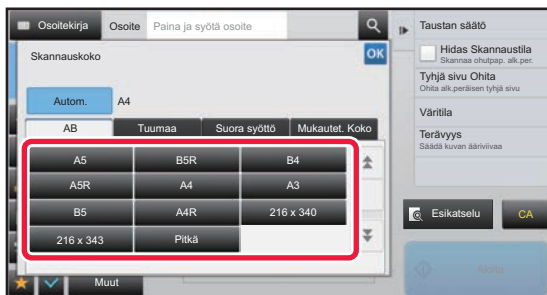 Osoitekirja
Osoite
Paina ja syötä osoite
Skannauskoko
OK
Autom.
A4
AB
Tuumaa
Suora syöttö
Mukautet. Koko
A5
B5R
B4
A5R
A4
A3
B5
A4R
216 x 340
216 x 343
Pitkä
Muut
Taustan säätö
Hidas Skannaustila
Skannaa ohutpap. alk.per.
Tyhjä sivu Ohita
Ohita alk.peräisen tyhjä sivu
Väritila
Terävyys
Säädä kuvan ääriviivaa
Esikatselu
CA